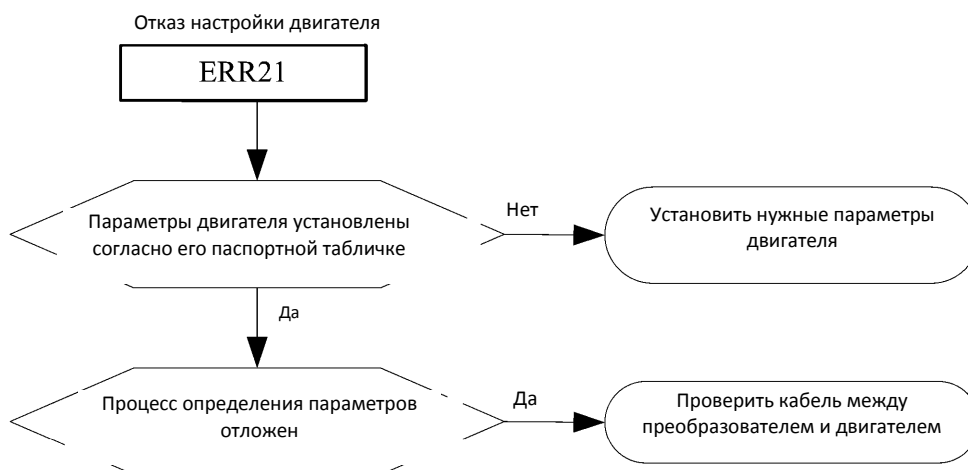 Отказ настройки двигателя
ERR21
Параметры двигателя установлены
согласно его паспортной табличке
Нет
Установить нужные параметры
двигателя
Да
Процесс определения параметров
отложен
Да
Проверить кабель между
преобразователем и двигателем